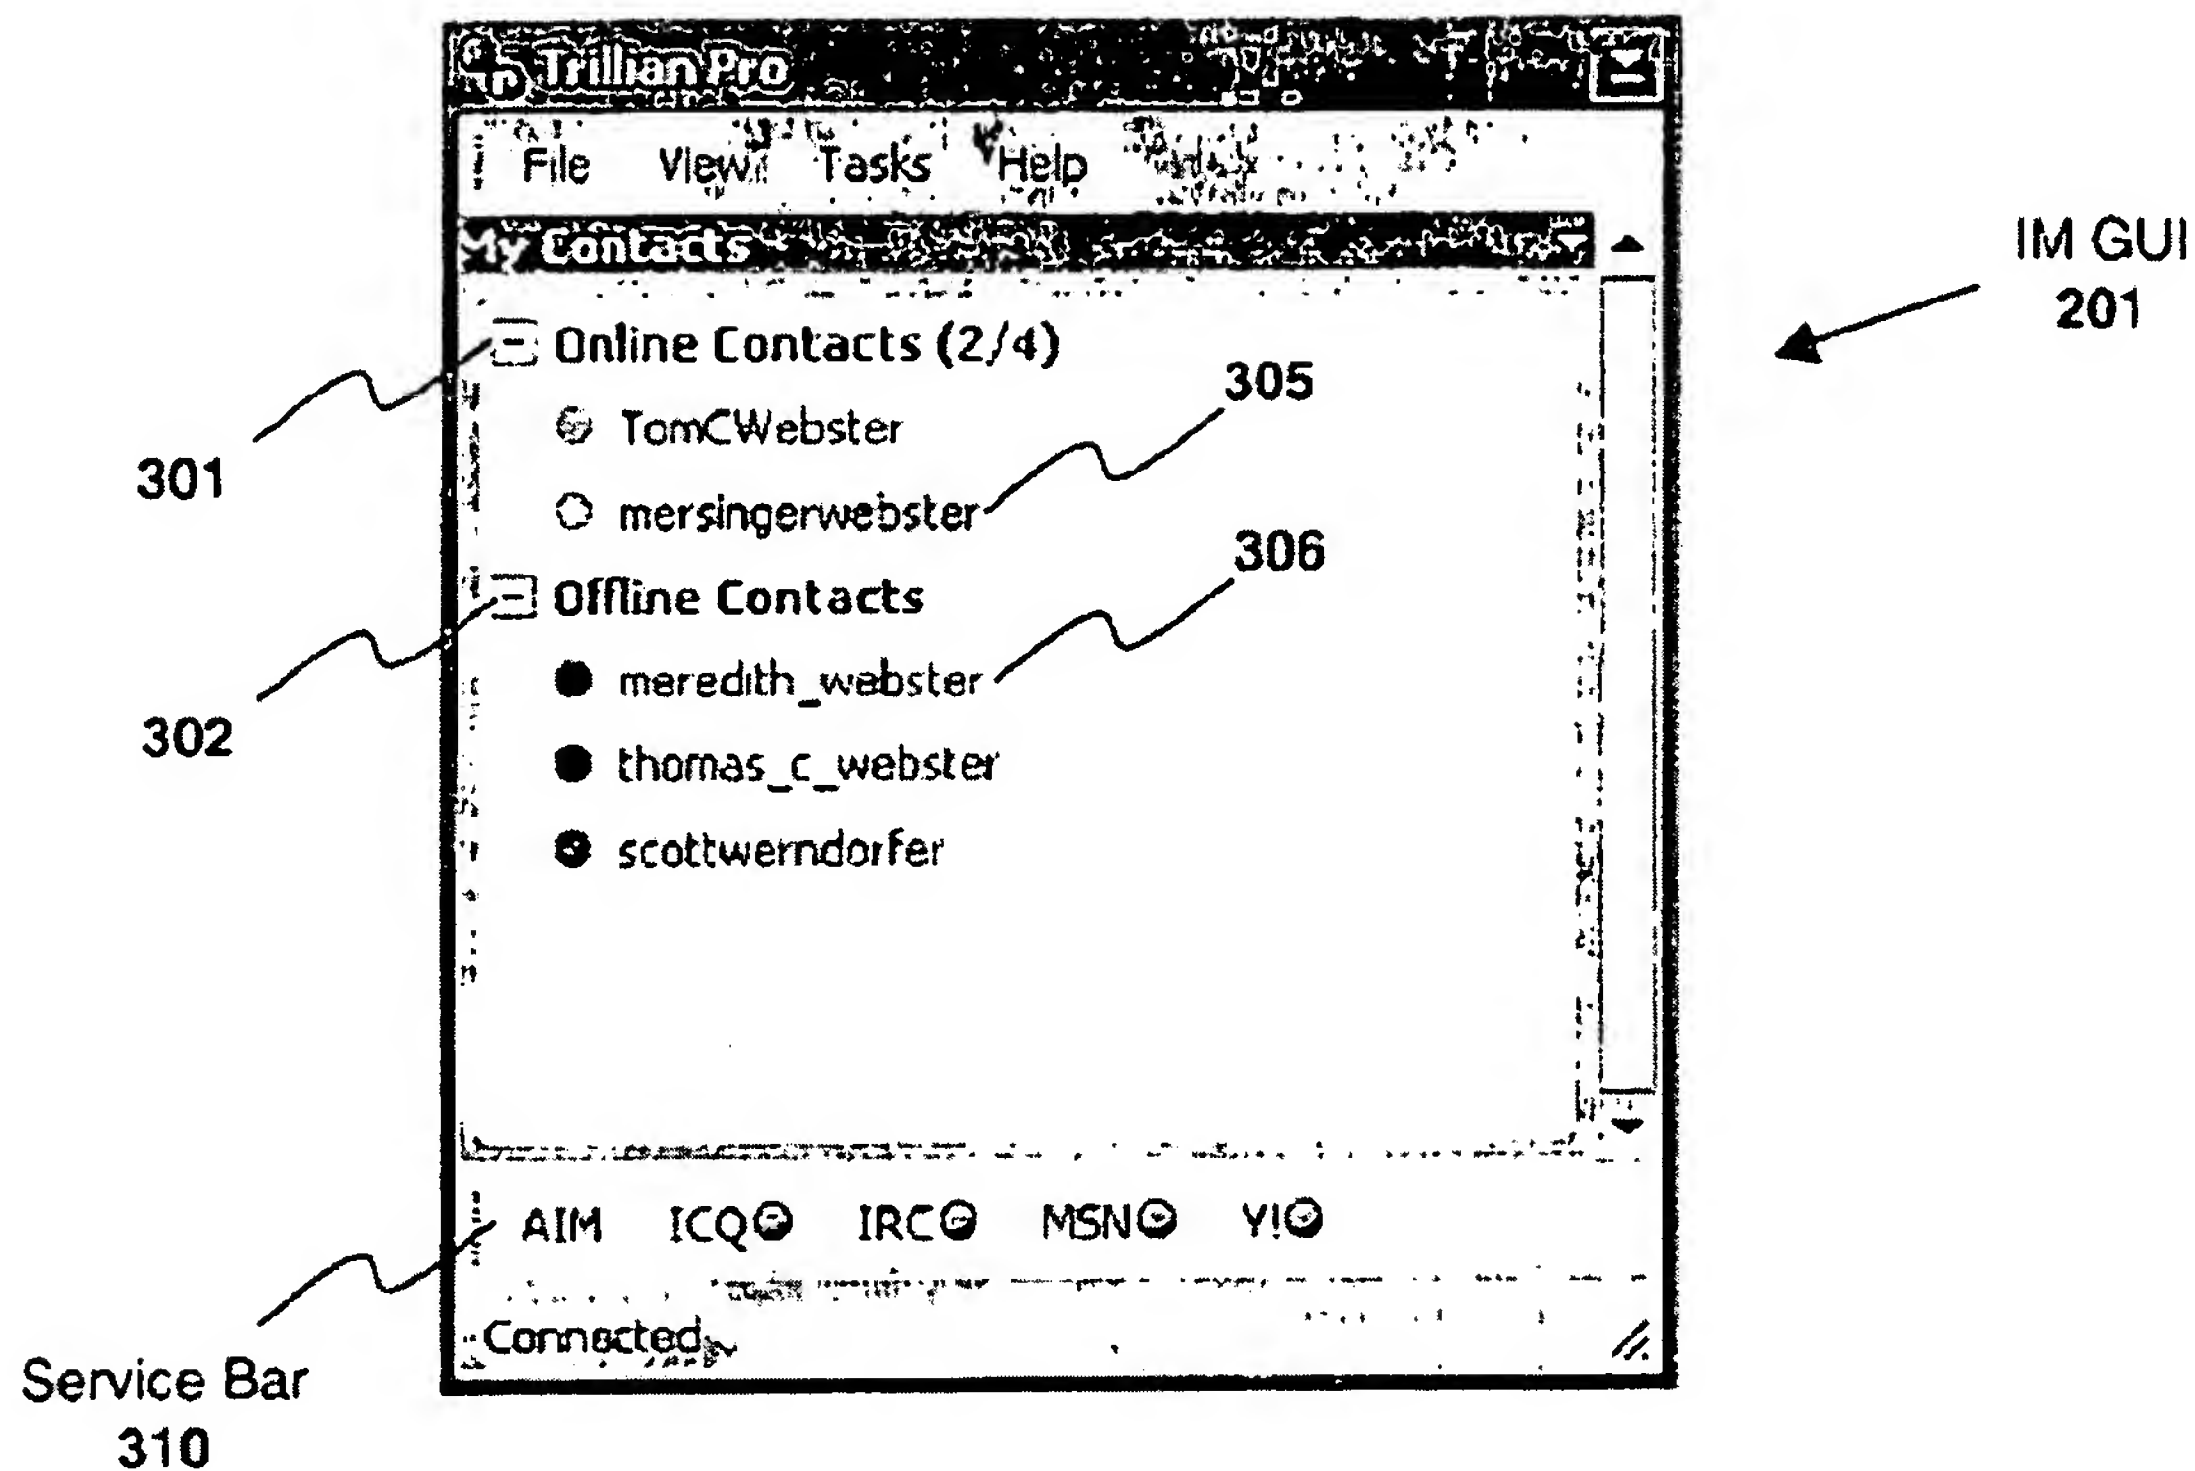 Trillian Pro
File View Tasks Help
My Contacts
IM GUI
201
Online Contacts (2/4)
305
TomCWebster
301
mersingerwebster
306
Offline Contacts
meredith_webster
302
thomas_c_webster
scottwerndorfer
AIM ICQ IRC MSN Y!
Connected
Service Bar
310